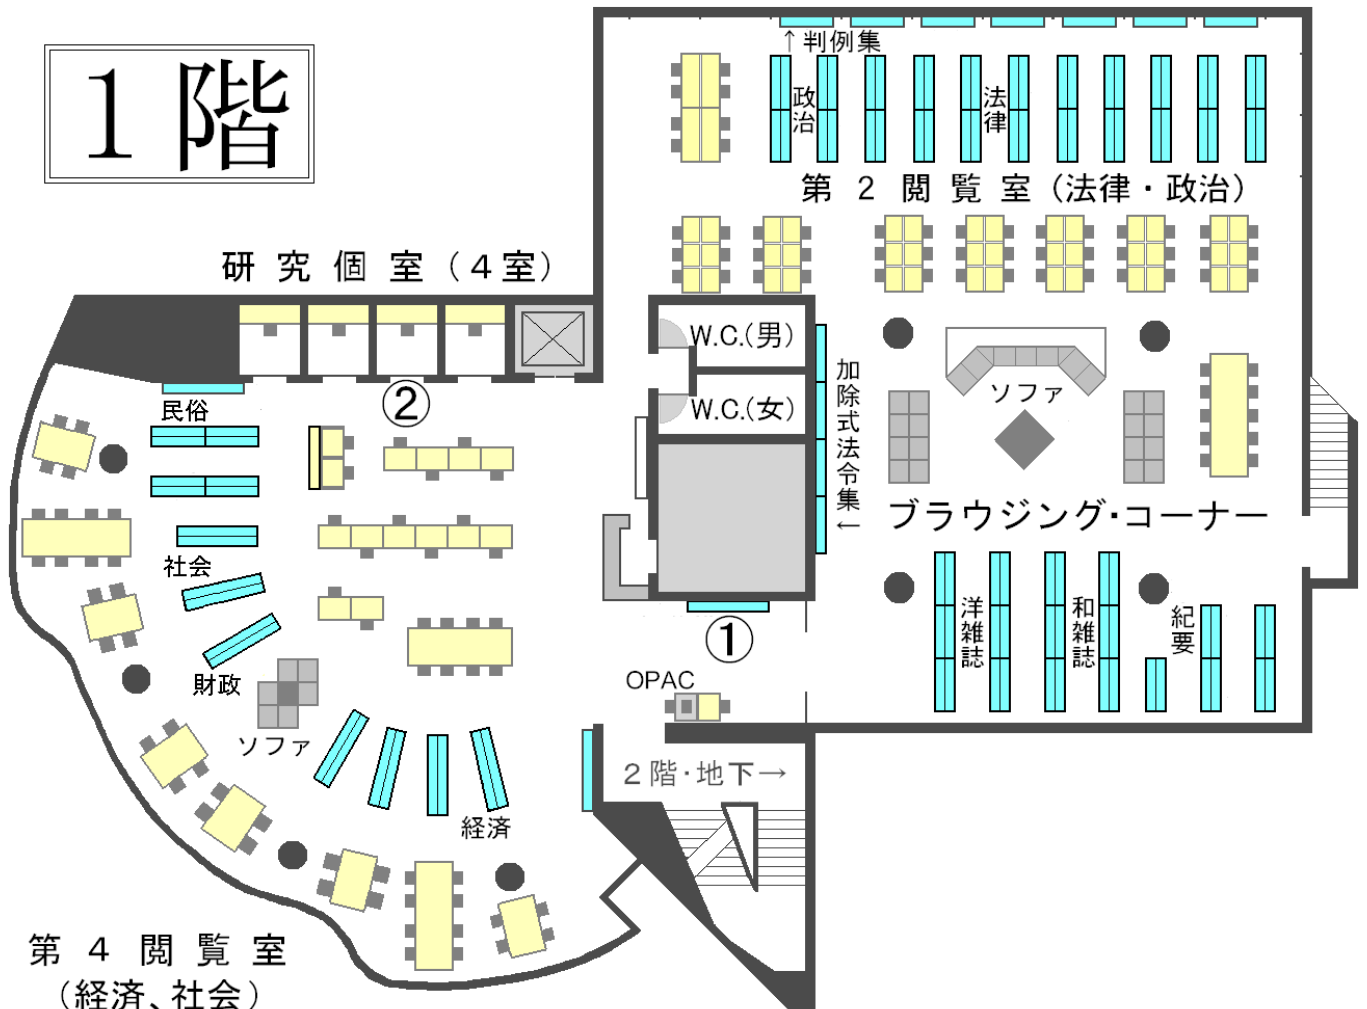 1階
↑判例集
政治
法律
第2閲覧室(法律・政治)
研究個室(4室)
W.C.(男)
W.C.(女)
加除式法令集←
ソファ
ブラウジング・コーナー
②
民俗
社会
財政
ソファ
経済
①
OPAC
洋雑誌
和雑誌
紀要
2階・地下→
第4閲覧室
(経済、社会)